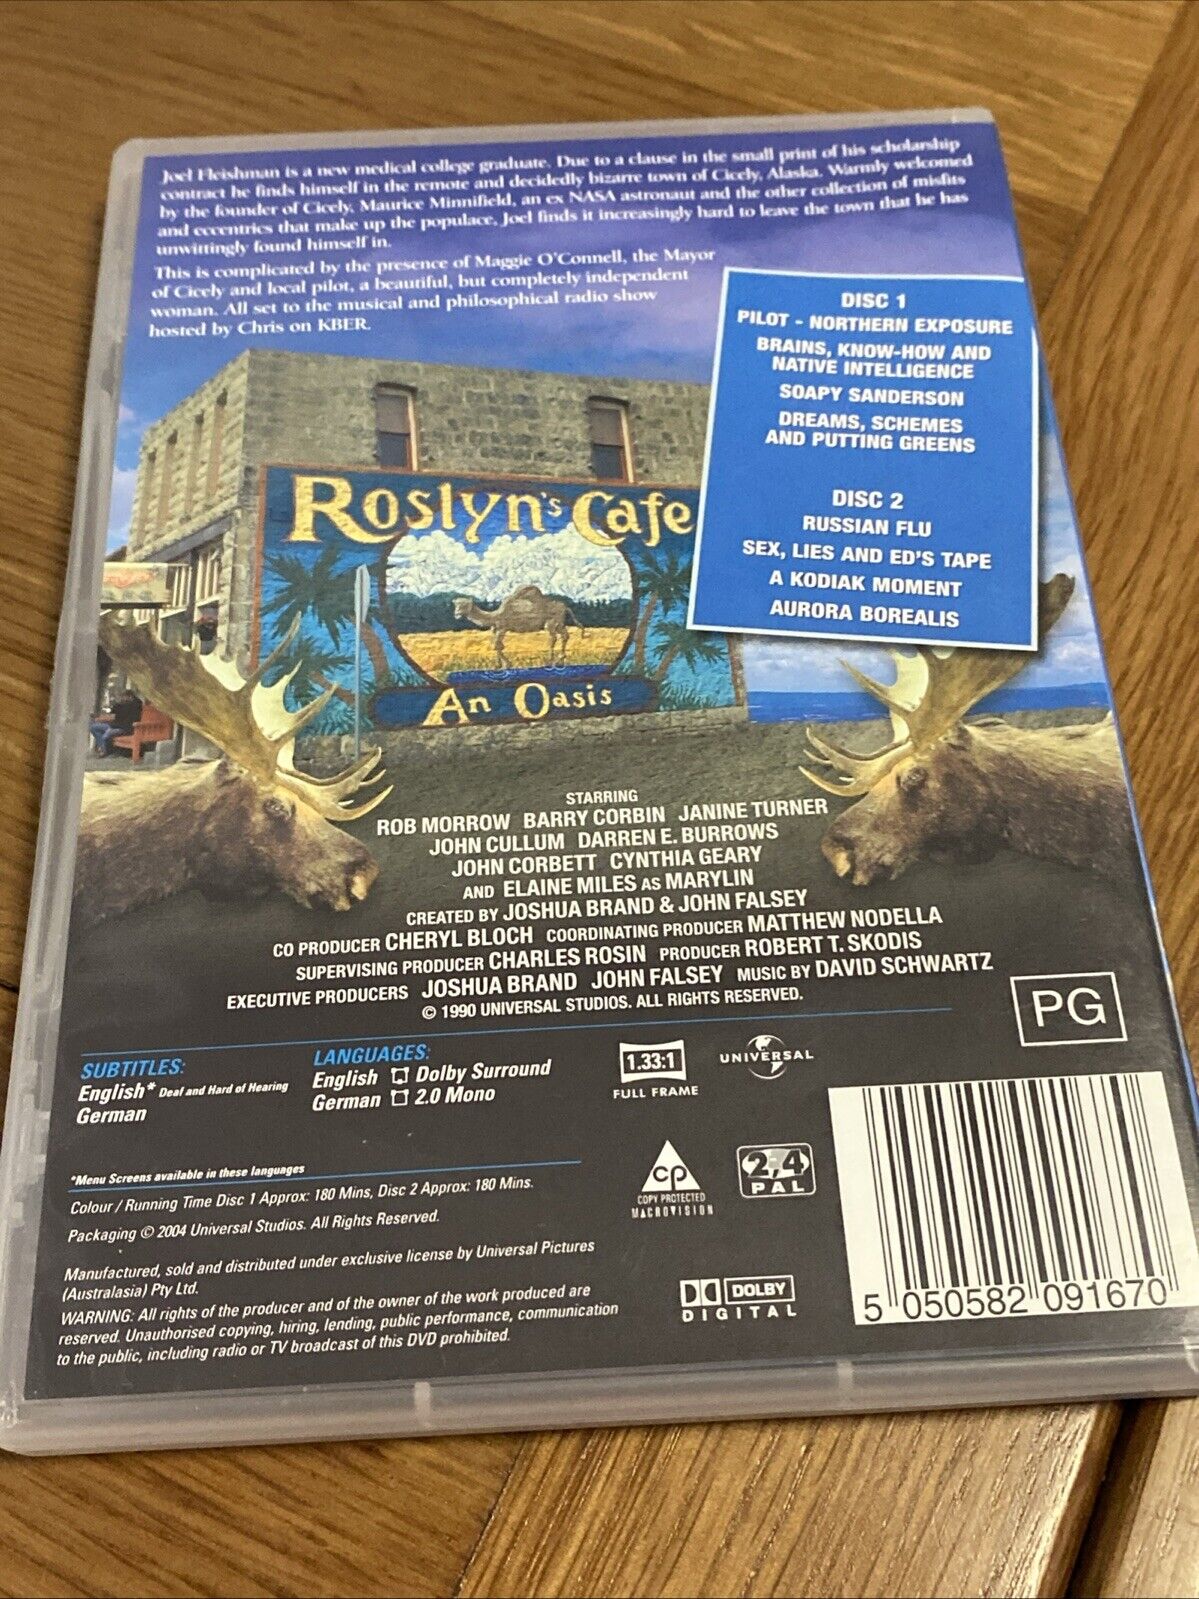 Joel Fleishman is a new medical college graduate. Due to a clause in the small print of his scholarship
contract he finds himself in the remote and decidedly bizarre town of Cicely, Alaska. Warmly welcomed
by the founder of Cicely, Maurice Minnifield, an ex NASA astronaut and the other collection of misfits
and eccentrics that make up the populace, Joel finds it increasingly hard to leave the town that he has
unwittingly found himself in.
This is complicated by the presence of Maggie O'Connell, the Mayor
of Cicely and local pilot, a beautiful, but completely independent
woman. All set to the musical and philosophical radio show
hosted by Chris on KBER.
DISC 1
PILOT - NORTHERN EXPOSURE
BRAINS, KNOW-HOW AND
NATIVE INTELLIGENCE
SOAPY SANDERSON
DREAMS, SCHEMES
AND PUTTING GREENS
DISC 2
RUSSIAN FLU
SEX, LIES AND ED'S TAPE
A KODIAK MOMENT
AURORA BOREALIS
Roslyn's Cafe
An Oasis
STARRING
ROB MORROW BARRY CORBIN JANINE TURNER
JOHN CULLUM DARREN E. BURROWS
JOHN CORBETT CYNTHIA GEARY
AND ELAINE MILES AS MARYLIN
CREATED BY JOSHUA BRAND & JOHN FALSEY
CO PRODUCER CHERYL BLOCH COORDINATING PRODUCER MATTHEW NODELLA
SUPERVISING PRODUCER CHARLES ROSIN PRODUCER ROBERT T. SKODIS
EXECUTIVE PRODUCERS JOSHUA BRAND JOHN FALSEY MUSIC BY DAVID SCHWARTZ
© 1990 UNIVERSAL STUDIOS. ALL RIGHTS RESERVED.
PG
SUBTITLES:
English* Deaf and Hard of Hearing
German
LANGUAGES:
English Dolby Surround
German 2.0 Mono
1.33:1
FULL FRAME
UNIVERSAL
*Menu Screens available in these languages
Colour / Running Time Disc 1 Approx: 180 Mins, Disc 2 Approx: 180 Mins.
Packaging © 2004 Universal Studios. All Rights Reserved.
Manufactured, sold and distributed under exclusive license by Universal Pictures
(Australasia) Pty Ltd.
WARNING: All rights of the producer and of the owner of the work produced are
reserved. Unauthorised copying, hiring, lending, public performance, communication
to the public, including radio or TV broadcast of this DVD prohibited.
cp
COPY PROTECTED
MACROVISION
2,4
PAL
DOLBY
DIGITAL
5 050582 091670